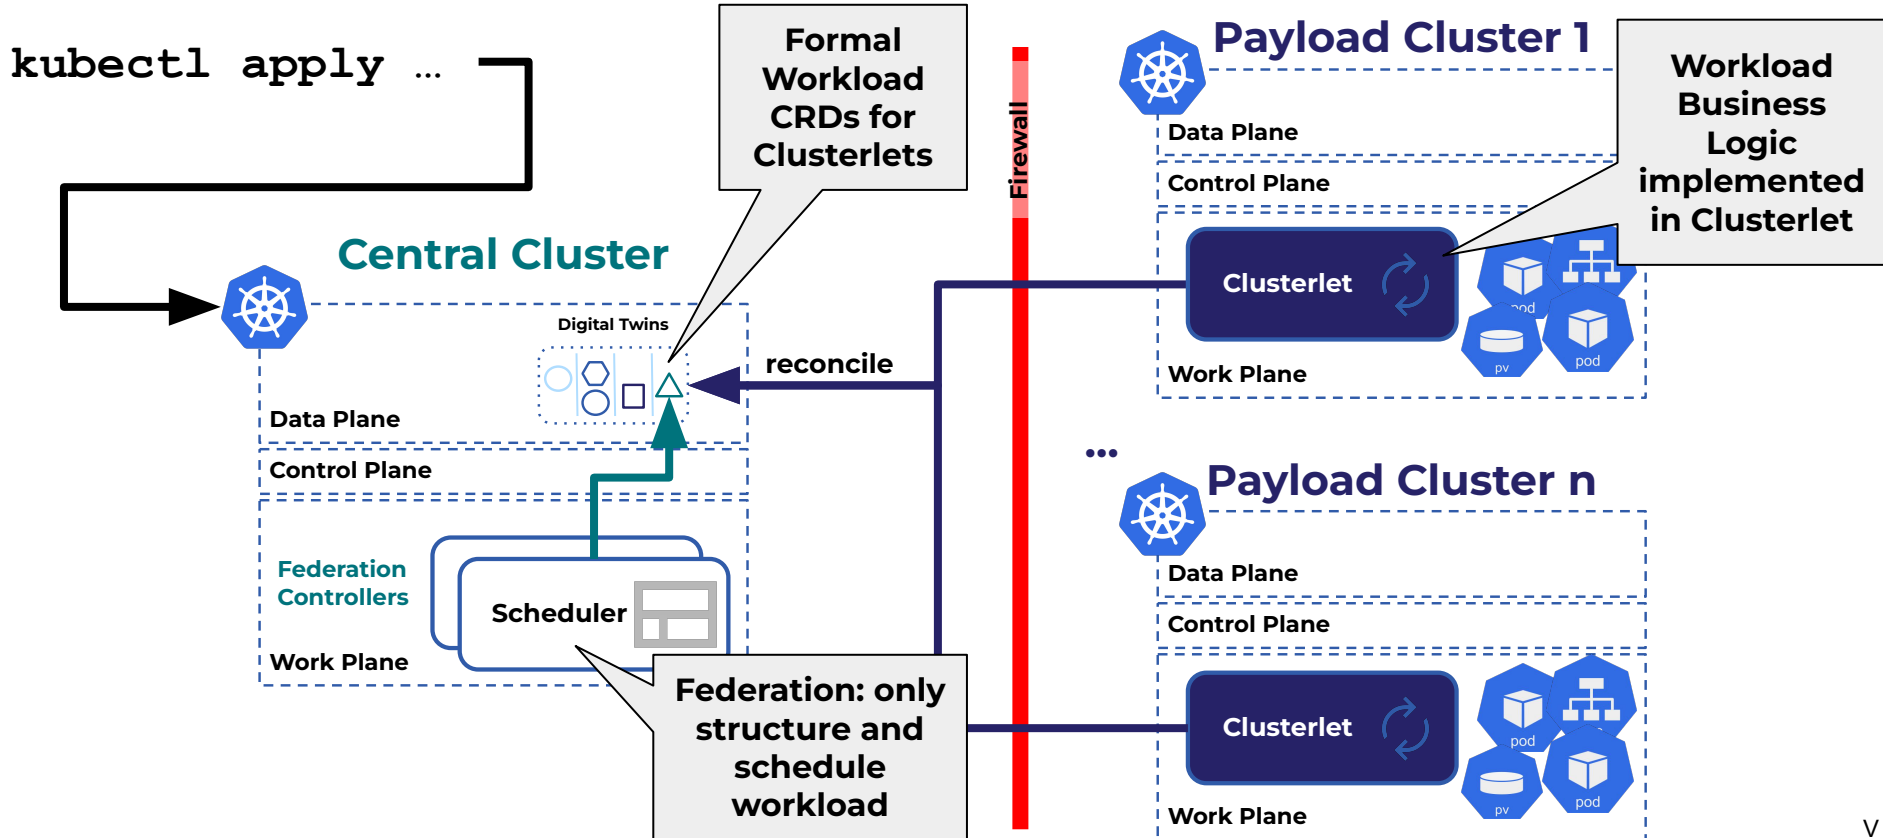 kubectl apply ...
Formal
Workload
CRDs for
Clusterlets
Firewall
Payload Cluster 1
Workload
Business
Logic
implemented
in Clusterlet
Data Plane
Control Plane
Clusterlet
pod
pv
pod
Work Plane
Central Cluster
Digital Twins
reconcile
Data Plane
Control Plane
Federation
Controllers
Scheduler
Work Plane
Federation: only
structure and
schedule
workload
...
Payload Cluster n
Data Plane
Control Plane
Clusterlet
pod
pv
pod
Work Plane
V